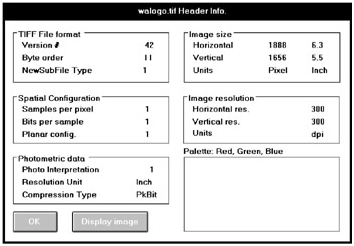 walogo.tif Header Info.
TIFF File format
Version # 42
Byte order II
NewSubFile Type 1
Spatial Configuration
Samples per pixel 1
Bits per sample 1
Planar config. 1
Photometric data
Photo Interpretation 1
Resolution Unit Inch
Compression Type PkBit
OK Display image
Image size
Horizontal 1888 6.3
Vertical 1656 5.5
Units Pixel Inch
Image resolution
Horizontal res. 300
Vertical res. 300
Units dpi
Palette: Red, Green, Blue